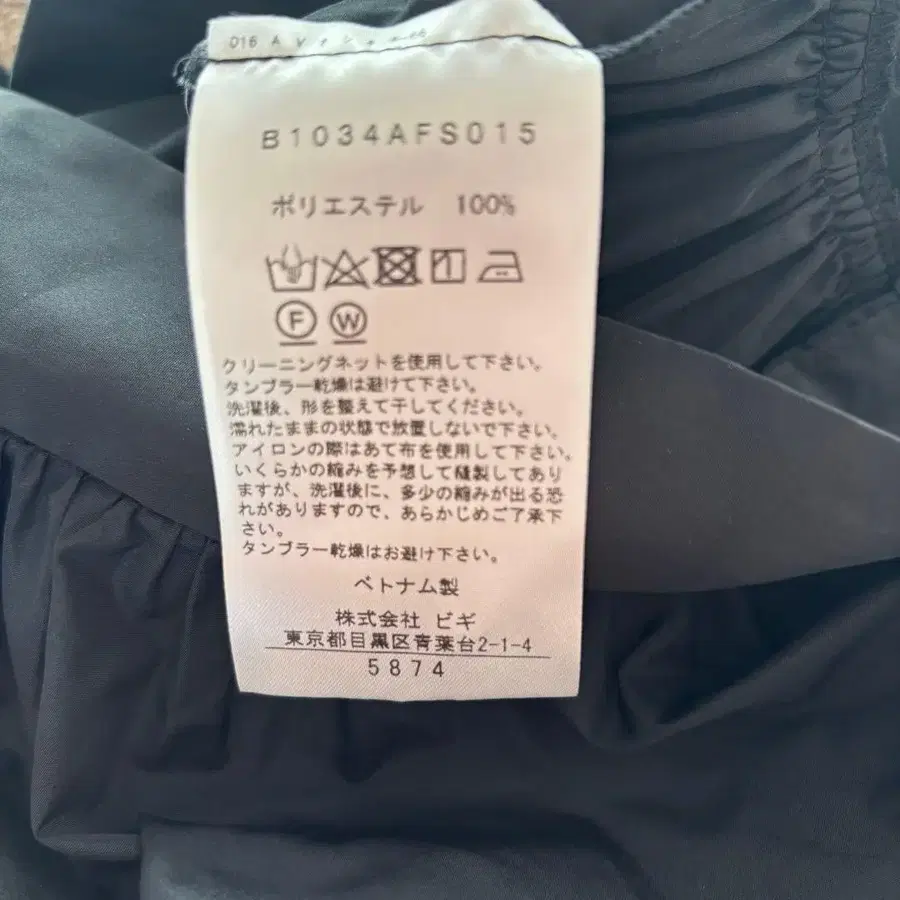 B1034AFS015
ポリエステル 100%
F W
クリーニングネットを使用して下さい。
タンブラー乾燥は避けて下さい。
洗濯後、形を整えて干してください。
濡れたままの状態で放置しないで下さい。
アイロンの際はあて布を使用して下さい。
いくらかの縮みを予想して縫製してあり
ますが、洗濯後に、多少の縮みが出る恐
れがありますので、あらかじめご了承下
さい。
タンブラー乾燥はお避け下さい。
ベトナム製
株式会社 ビギ
東京都目黒区青葉台2-1-4
5874